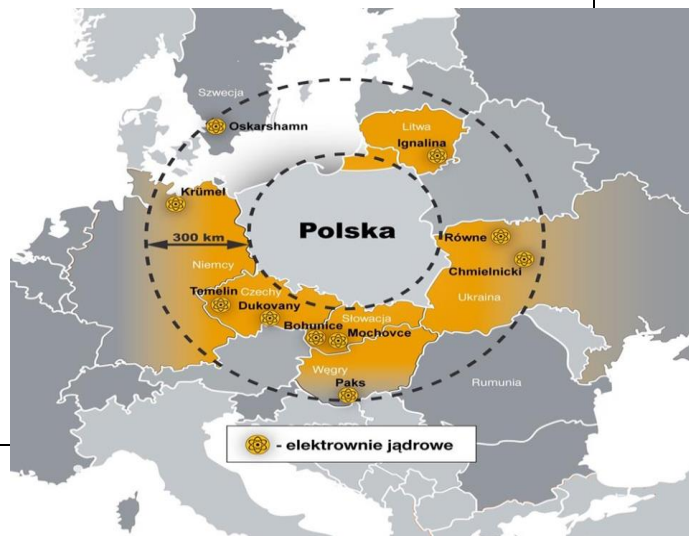 Szwecja
Oskarshamn
Litwa
Ignalina
Krümel
Polska
Równe
300 km
Niemcy
Chmielnicki
Temelin
Czechy
Dukovany
Ukraina
Bohunice
Słowacja
Mochovce
Węgry
Paks
Rumunia
- elektrownie jądrowe